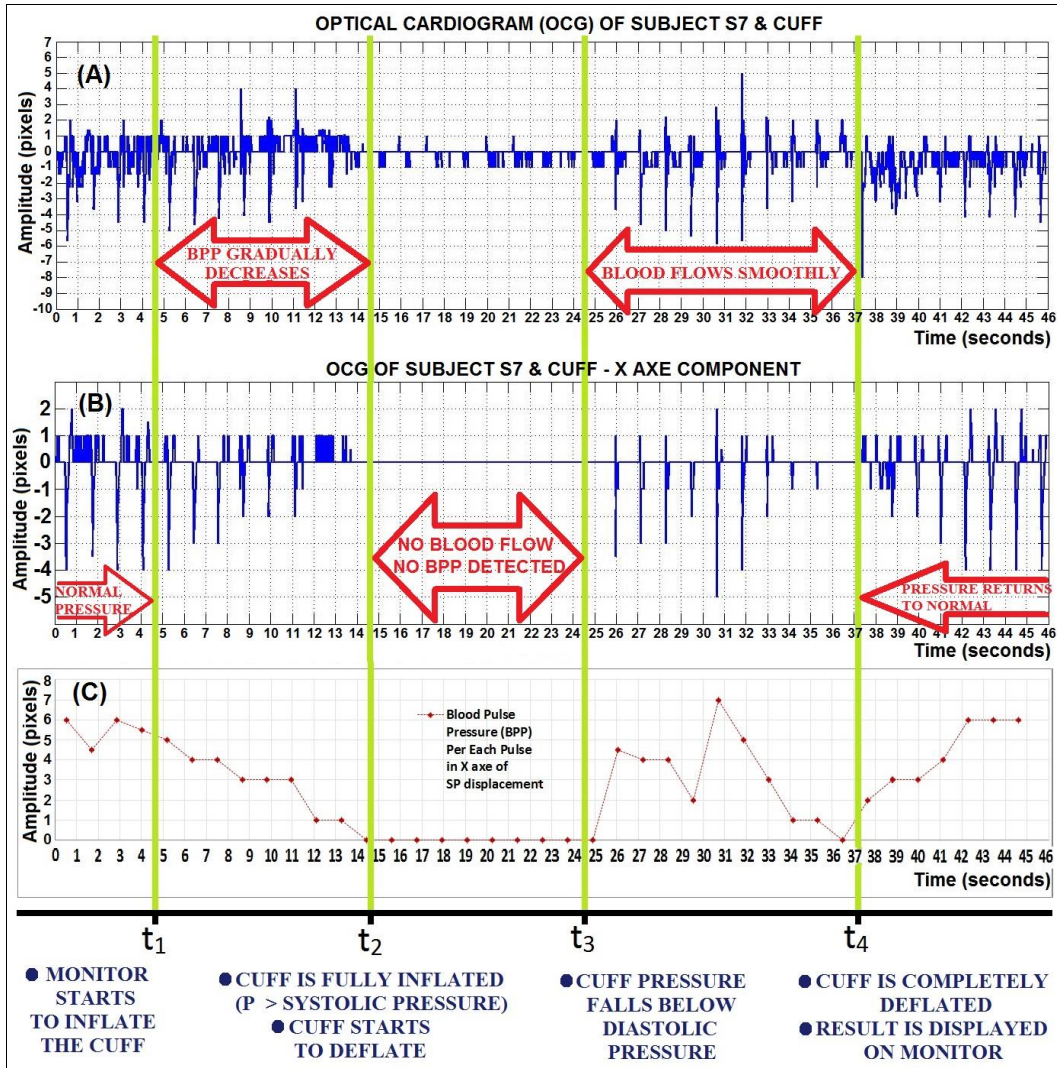 OPTICAL CARDIOGRAM (OCG) OF SUBJECT S7 & CUFF
(A)
Amplitude (pixels)
7
6
5
4
3
2
1
0
-1
-2
-3
-4
-5
-6
-7
-8
-9
-10
BPP GRADUALLY
DECREASES
BLOOD FLOWS SMOOTHLY
0 1 2 3 4 5 6 7 8 9 10 11 12 13 14 15 16 17 18 19 20 21 22 23 24 25 26 27 28 29 30 31 32 33 34 35 36 37 38 39 40 41 42 43 44 45 46
Time (seconds)
OCG OF SUBJECT S7 & CUFF - X AXE COMPONENT
(B)
Amplitude (pixels)
2
1
0
-1
-2
-3
-4
-5
NORMAL
PRESSURE
NO BLOOD FLOW
NO BPP DETECTED
PRESSURE RETURNS
TO NORMAL
0 1 2 3 4 5 6 7 8 9 10 11 12 13 14 15 16 17 18 19 20 21 22 23 24 25 26 27 28 29 30 31 32 33 34 35 36 37 38 39 40 41 42 43 44 45 46
Time (seconds)
(C)
Amplitude (pixels)
8
7
6
5
4
3
2
1
0
Blood Pulse
Pressure (BPP)
Per Each Pulse
in X axe of
SP displacement
0 1 2 3 4 5 6 7 8 9 10 11 12 13 14 15 16 17 18 19 20 21 22 23 24 25 26 27 28 29 30 31 32 33 34 35 36 37 38 39 40 41 42 43 44 45 46
Time (seconds)
t1
t2
t3
t4
● MONITOR
STARTS
TO INFLATE
THE CUFF
● CUFF IS FULLY INFLATED
(P > SYSTOLIC PRESSURE)
● CUFF STARTS
TO DEFLATE
● CUFF PRESSURE
FALLS BELOW
DIASTOLIC
PRESSURE
● CUFF IS COMPLETELY
DEFLATED
● RESULT IS DISPLAYED
ON MONITOR